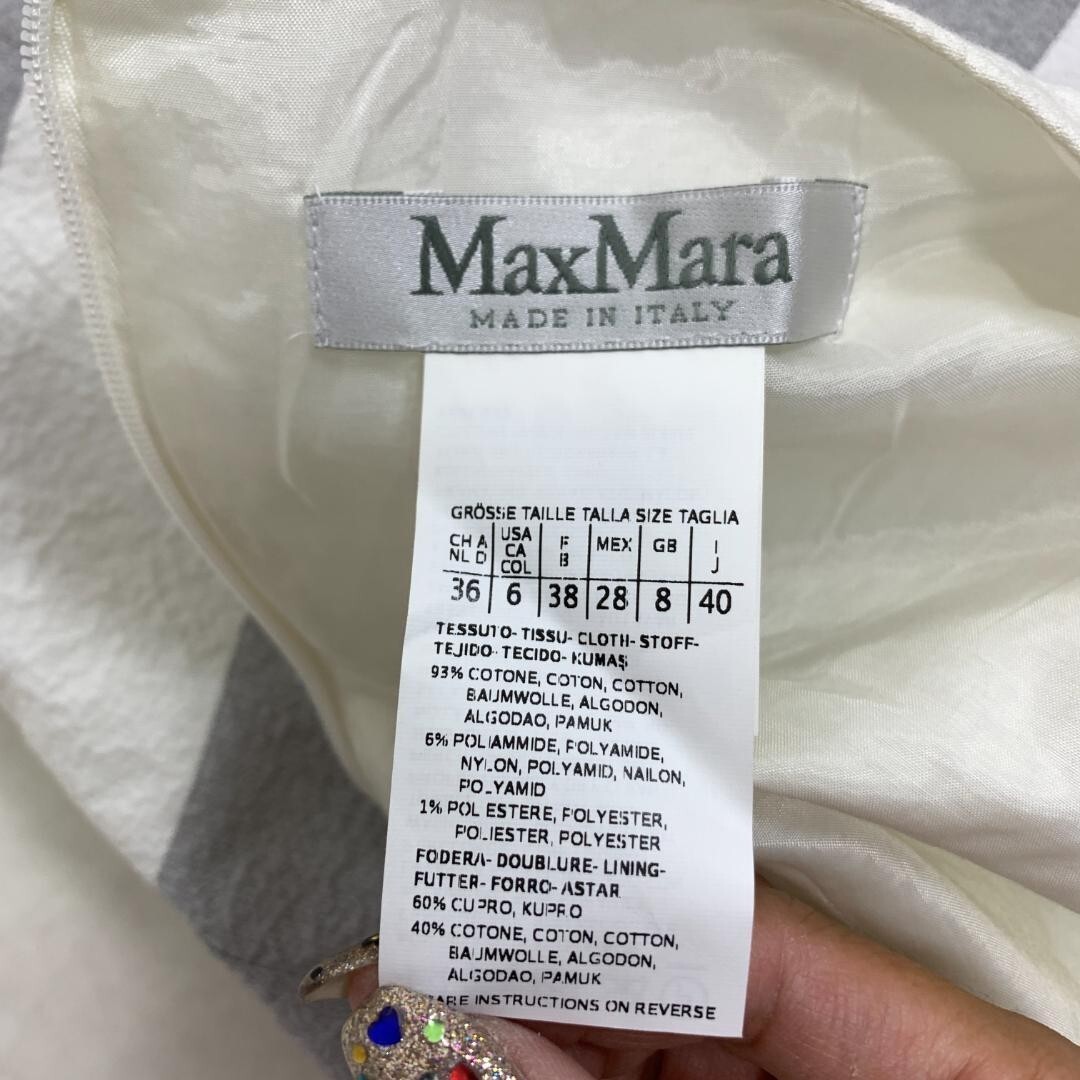 MaxMara
MADE IN ITALY
GRÖSSE TAILLE TALLA SIZE TAGLIA
CH A NL D USA CA COL F B MEX GB I J
36 6 38 28 8 40
TESSUTO- TISSU- CLOTH- STOFF-
TEJIDO- TECIDO- KUMAŞ
93% COTONE, COTON, COTTON,
BAUMWOLLE, ALGODON,
ALGODAO, PAMUK
6% POLIAMMIDE, POLYAMIDE,
NYLON, POLYAMID, NAILON,
POLYAMID
1% POLIESTERE, POLYESTER,
POLIESTER, POLYESTER
FODERA- DOUBLURE- LINING-
FUTTER- FORRO- ASTAR
60% CUPRO, KUPRO
40% COTONE, COTON, COTTON,
BAUMWOLLE, ALGODON,
ALGODAO, PAMUK
CARE INSTRUCTIONS ON REVERSE